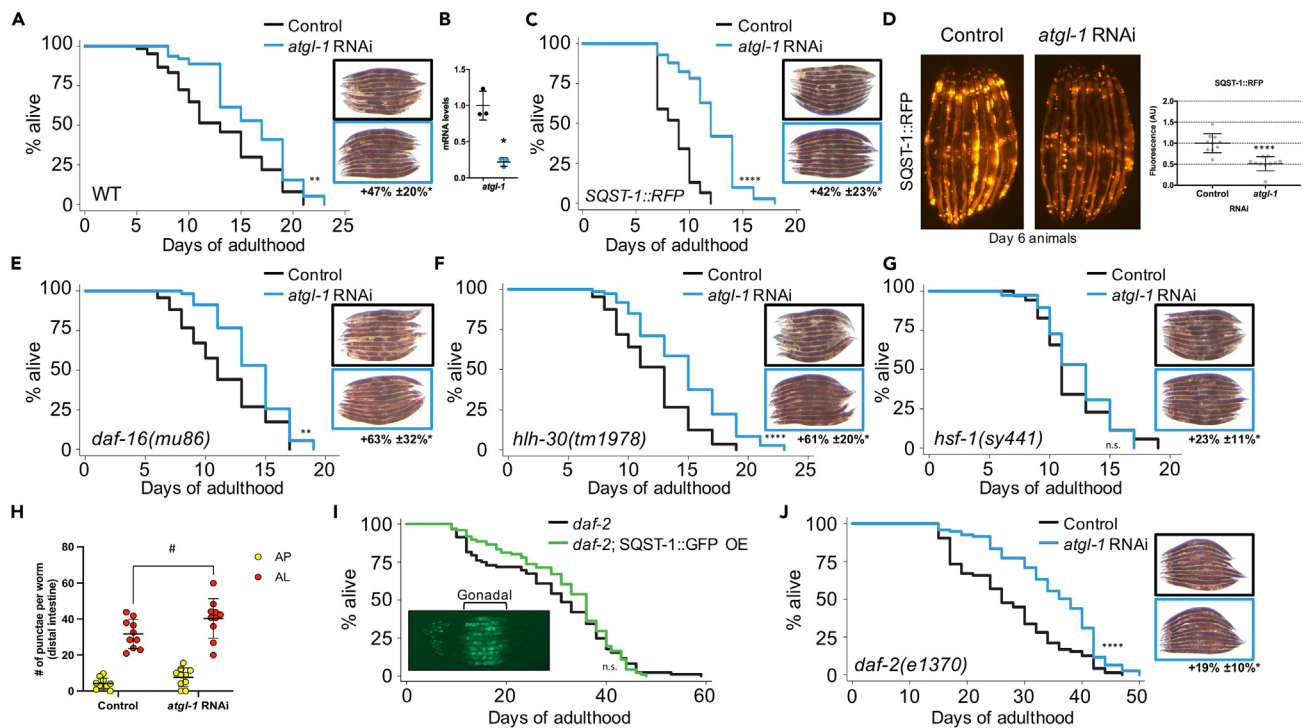 A
Control
atgl-1 RNAi
% alive
100
75
50
25
0
0 5 10 15 20 25
Days of adulthood
WT
**
+47% ±20%*
B
mRNA levels
1.5
1.0
0.5
0.0
*
atgl-1
C
Control
atgl-1 RNAi
% alive
100
75
50
25
0
0 5 10 15 20 25
Days of adulthood
SQST-1::RFP
****
+42% ±23%*
D
Control atgl-1 RNAi
SQST-1::RFP
Day 6 animals
SQST-1::RFP
Fluorescence (AU)
2.0
1.5
1.0
0.5
0.0
****
Control atgl-1
RNAi
E
Control
atgl-1 RNAi
% alive
100
75
50
25
0
0 5 10 15 20
Days of adulthood
daf-16(mu86)
**
+63% ±32%*
F
Control
atgl-1 RNAi
% alive
100
75
50
25
0
0 5 10 15 20 25
Days of adulthood
hlh-30(tm1978)
****
+61% ±20%*
G
Control
atgl-1 RNAi
% alive
100
75
50
25
0
0 5 10 15 20
Days of adulthood
hsf-1(sy441)
n.s.
+23% ±11%*
H
# of punctae per worm
(distal intestine)
80
60
40
20
0
#
AP
AL
Control atgl-1 RNAi
I
daf-2
daf-2; SQST-1::GFP OE
% alive
100
75
50
25
0
Gonadal
n.s.
0 20 40 60
Days of adulthood
J
Control
atgl-1 RNAi
% alive
100
75
50
25
0
0 10 20 30 40 50
Days of adulthood
daf-2(e1370)
****
+19% ±10%*